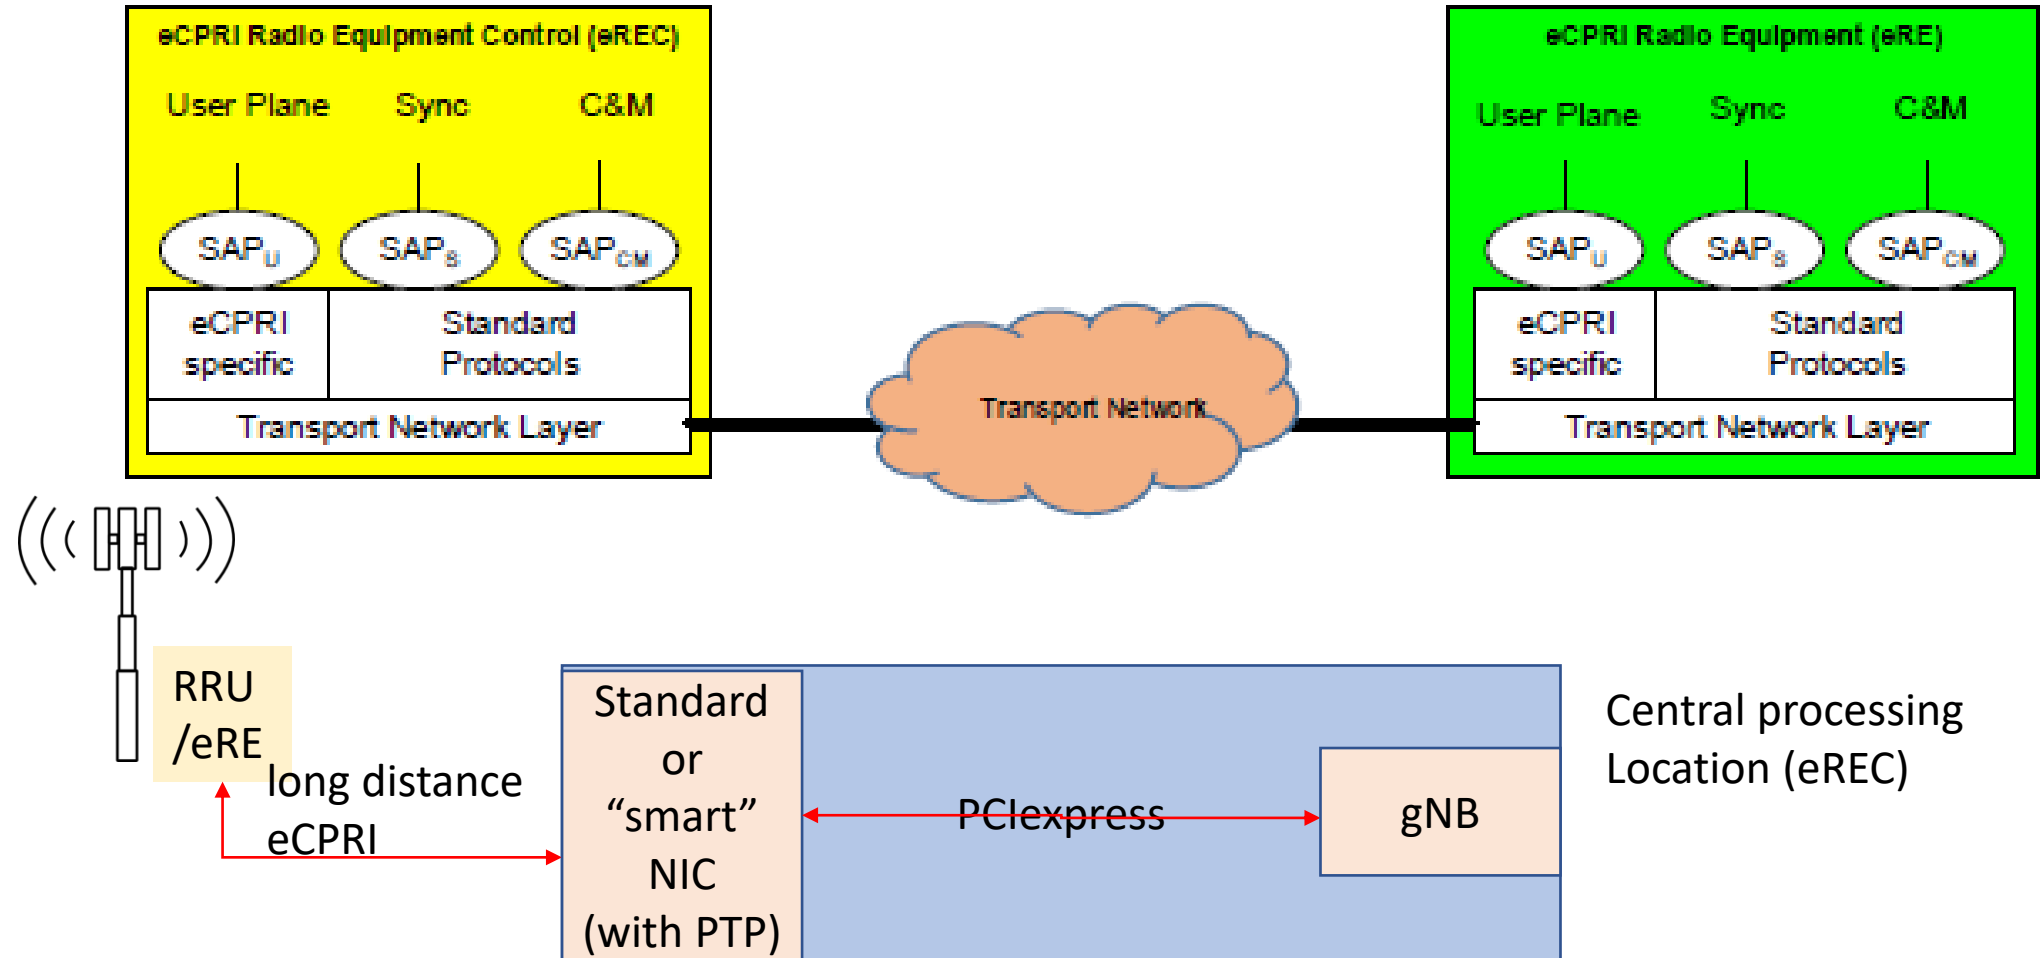 eCPRI Radio Equipment Control (eREC)
User Plane Sync C&M
SAPU SAPS SAPCM
eCPRI
specific
Standard
Protocols
Transport Network Layer
Transport Network
eCPRI Radio Equipment (eRE)
User Plane Sync C&M
SAPU SAPS SAPCM
eCPRI
specific
Standard
Protocols
Transport Network Layer
RRU
/eRE
long distance
eCPRI
Standard
or
“smart”
NIC
(with PTP)
PCIexpress
gNB
Central processing
Location (eREC)